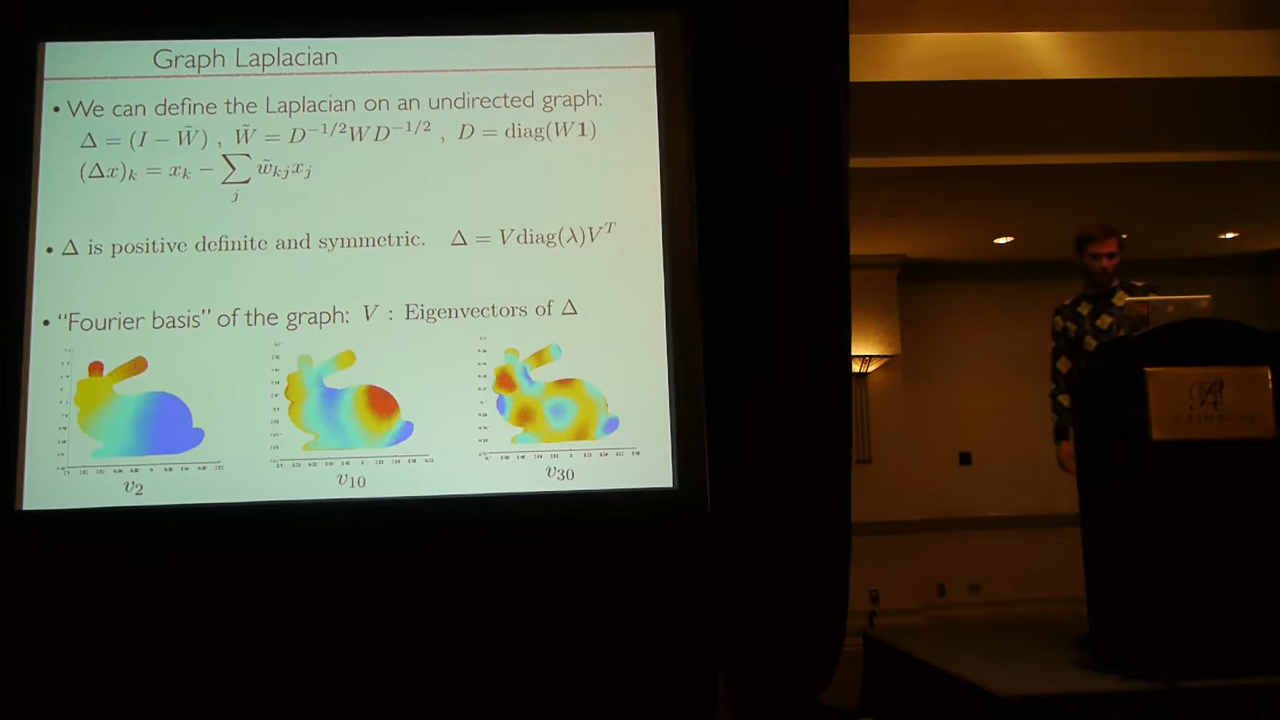 Graph Laplacian
• We can define the Laplacian on an undirected graph:
Δ = (I − W̃) , W̃ = D^{−1/2}WD^{−1/2} , D = diag(W1)
(Δx)_k = x_k − ∑_j w̃_{kj}x_j
• Δ is positive definite and symmetric. Δ = V diag(λ)V^T
• “Fourier basis” of the graph: V : Eigenvectors of Δ
v_2 v_10 v_30